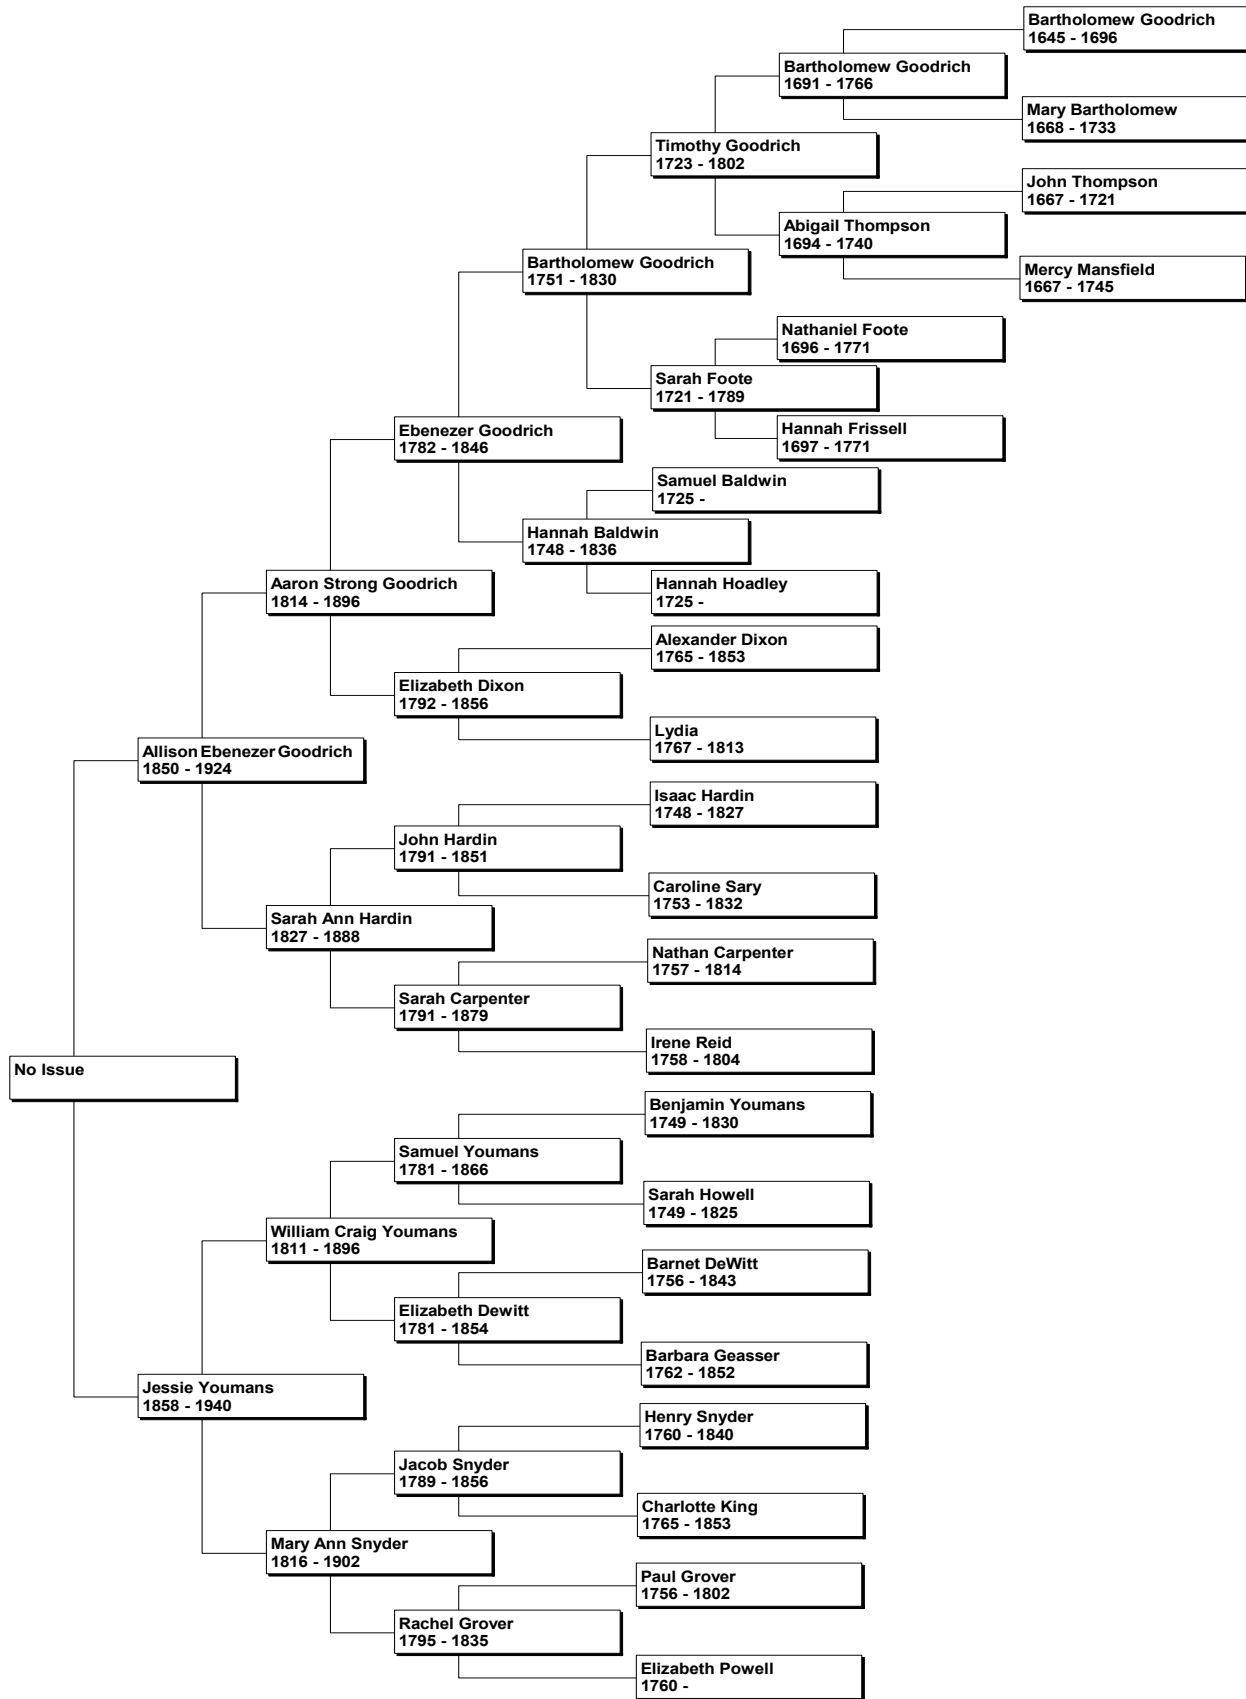 Bartholomew Goodrich
1645 - 1696
Bartholomew Goodrich
1691 - 1766
Mary Bartholomew
1668 - 1733
Timothy Goodrich
1723 - 1802
John Thompson
1667 - 1721
Abigail Thompson
1694 - 1740
Bartholomew Goodrich
1751 - 1830
Mercy Mansfield
1667 - 1745
Nathaniel Foote
1696 - 1771
Sarah Foote
1721 - 1789
Ebenezer Goodrich
1782 - 1846
Hannah Frissell
1697 - 1771
Samuel Baldwin
1725 -
Hannah Baldwin
1748 - 1836
Aaron Strong Goodrich
1814 - 1896
Hannah Hoadley
1725 -
Alexander Dixon
1765 - 1853
Elizabeth Dixon
1792 - 1856
Lydia
1767 - 1813
Allison Ebenezer Goodrich
1850 - 1924
Isaac Hardin
1748 - 1827
John Hardin
1791 - 1851
Caroline Sary
1753 - 1832
Sarah Ann Hardin
1827 - 1888
Nathan Carpenter
1757 - 1814
Sarah Carpenter
1791 - 1879
Irene Reid
1758 - 1804
No Issue
Benjamin Youmans
1749 - 1830
Samuel Youmans
1781 - 1866
Sarah Howell
1749 - 1825
William Craig Youmans
1811 - 1896
Barnet DeWitt
1756 - 1843
Elizabeth Dewitt
1781 - 1854
Barbara Geasser
1762 - 1852
Jessie Youmans
1858 - 1940
Henry Snyder
1760 - 1840
Jacob Snyder
1789 - 1856
Charlotte King
1765 - 1853
Mary Ann Snyder
1816 - 1902
Paul Grover
1756 - 1802
Rachel Grover
1795 - 1835
Elizabeth Powell
1760 -